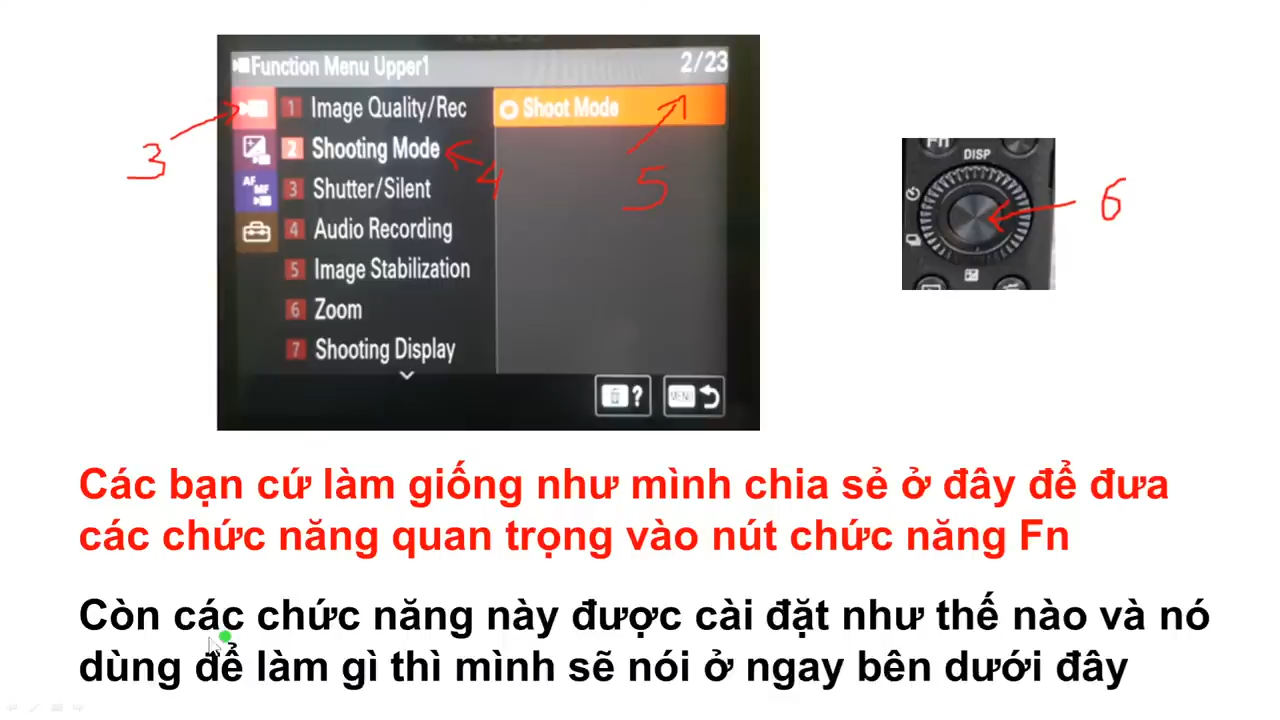 Function Menu Upper1 2/23
1 Image Quality/Rec
Shoot Mode
2 Shooting Mode
3 Shutter/Silent
4 Audio Recording
5 Image Stabilization
6 Zoom
7 Shooting Display
AF
MF
?
MENU
3
4
5
Fn
DISP
6
Các bạn cứ làm giống như mình chia sẻ ở đây để đưa
các chức năng quan trọng vào nút chức năng Fn
Còn các chức năng này được cài đặt như thế nào và nó
dùng để làm gì thì mình sẽ nói ở ngay bên dưới đây